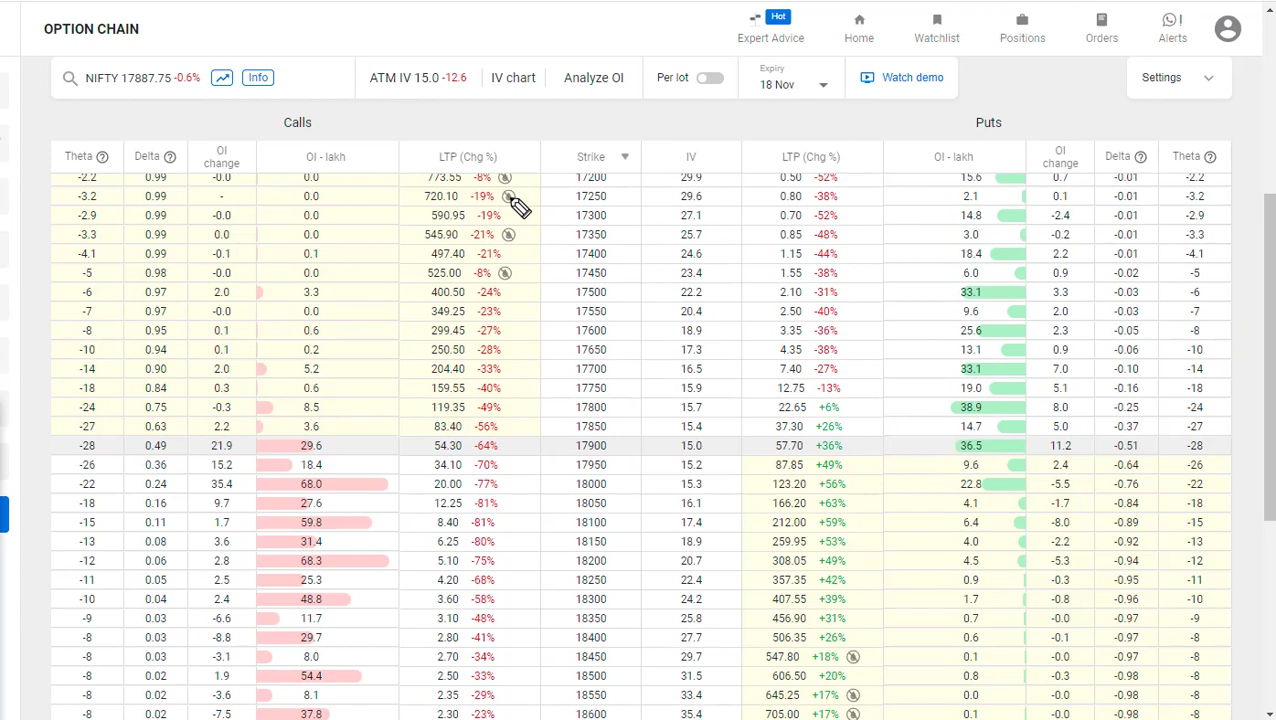 OPTION CHAIN
Hot
Expert Advice Home Watchlist Positions Orders Alerts
NIFTY 17887.75 -0.6% Info ATM IV 15.0 -12.6 IV chart Analyze OI Per lot Expiry 18 Nov Watch demo Settings
Calls Puts
Theta Delta OI change OI - lakh LTP (Chg %) Strike IV LTP (Chg %) OI - lakh OI change Delta Theta
-2.2 0.99 -0.0 0.0 773.55 -8% 17200 29.9 0.50 -52% 15.6 0.7 -0.01 -2.2
-3.2 0.99 - 0.0 720.10 -19% 17250 29.6 0.80 -38% 2.1 0.1 -0.01 -3.2
-2.9 0.99 -0.0 0.0 590.95 -19% 17300 27.1 0.70 -52% 14.8 -2.4 -0.01 -2.9
-3.3 0.99 0.0 0.0 545.90 -21% 17350 25.7 0.85 -48% 3.0 -0.2 -0.01 -3.3
-4.1 0.99 -0.1 0.1 497.40 -21% 17400 24.6 1.15 -44% 18.4 2.2 -0.01 -4.1
-5 0.98 -0.0 0.0 525.00 -8% 17450 23.4 1.55 -38% 6.0 0.9 -0.02 -5
-6 0.97 2.0 3.3 400.50 -24% 17500 22.2 2.10 -31% 33.1 3.3 -0.03 -6
-7 0.97 -0.0 0.0 349.25 -23% 17550 20.4 2.50 -40% 9.6 2.0 -0.03 -7
-8 0.95 0.1 0.6 299.45 -27% 17600 18.9 3.35 -36% 25.6 2.3 -0.05 -8
-10 0.94 0.1 0.2 250.50 -28% 17650 17.3 4.35 -38% 13.1 0.9 -0.06 -10
-14 0.90 2.0 5.2 204.40 -33% 17700 16.5 7.40 -27% 33.1 7.0 -0.10 -14
-18 0.84 0.3 0.6 159.55 -40% 17750 15.9 12.75 -13% 19.0 5.1 -0.16 -18
-24 0.75 -0.3 8.5 119.35 -49% 17800 15.7 22.65 +6% 38.9 8.0 -0.25 -24
-27 0.63 2.2 3.6 83.40 -56% 17850 15.4 37.30 +26% 14.7 5.0 -0.37 -27
-28 0.49 21.9 29.6 54.30 -64% 17900 15.0 57.70 +36% 36.5 11.2 -0.51 -28
-26 0.36 15.2 18.4 34.10 -70% 17950 15.2 87.85 +49% 9.6 2.4 -0.64 -26
-22 0.24 35.4 68.0 20.00 -77% 18000 15.3 123.20 +56% 22.8 -5.5 -0.76 -22
-18 0.16 9.7 27.6 12.25 -81% 18050 16.1 166.20 +63% 4.1 -1.7 -0.84 -18
-15 0.11 1.7 59.8 8.40 -81% 18100 17.4 212.00 +59% 6.4 -8.0 -0.89 -15
-13 0.08 3.6 31.4 6.25 -80% 18150 18.9 259.95 +53% 4.0 -2.2 -0.92 -13
-12 0.06 2.8 68.3 5.10 -75% 18200 20.7 308.05 +49% 4.5 -5.3 -0.94 -12
-11 0.05 2.5 25.3 4.20 -68% 18250 22.4 357.35 +42% 0.9 -0.3 -0.95 -11
-10 0.04 2.4 48.8 3.60 -58% 18300 24.2 407.55 +39% 1.7 -0.8 -0.96 -10
-9 0.03 -6.6 11.7 3.10 -48% 18350 25.8 456.90 +31% 0.7 -0.0 -0.97 -9
-8 0.03 -8.8 29.7 2.80 -41% 18400 27.7 506.35 +26% 0.6 -0.1 -0.97 -8
-8 0.03 -3.1 8.0 2.70 -34% 18450 29.7 547.80 +18% 0.1 -0.0 -0.97 -8
-8 0.02 1.9 54.4 2.50 -33% 18500 31.5 606.50 +20% 0.8 -0.3 -0.98 -8
-8 0.02 -3.6 8.1 2.35 -29% 18550 33.4 645.25 +17% 0.0 -0.0 -0.98 -8
-8 0.02 -7.5 37.8 2.30 -23% 18600 35.4 705.00 +17% 0.1 -0.0 -0.98 -8